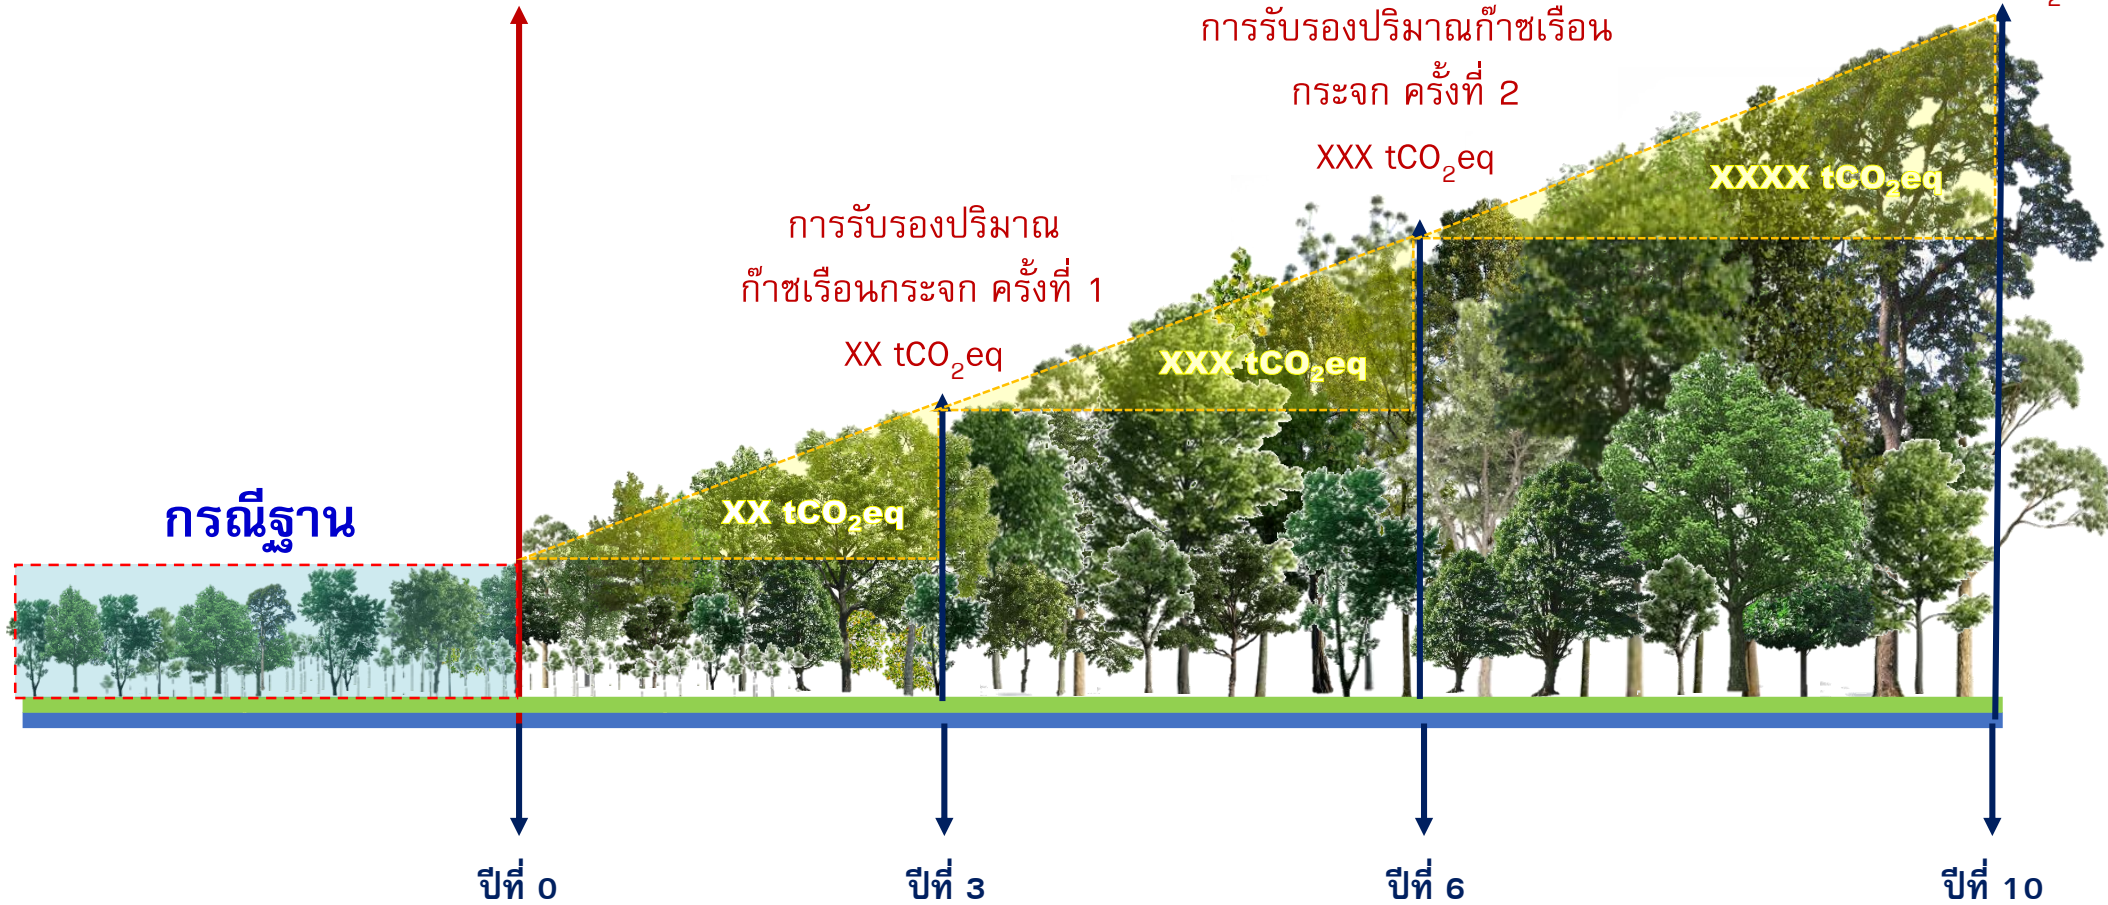 การรับรองปริมาณก๊าซเรือน
กระจก ครั้งที่ 2
XXX tCO₂eq
XXXX tCO₂eq
การรับรองปริมาณ
ก๊าซเรือนกระจก ครั้งที่ 1
XX tCO₂eq
XXX tCO₂eq
XX tCO₂eq
กรณีฐาน
ปีที่ 0
ปีที่ 3
ปีที่ 6
ปีที่ 10